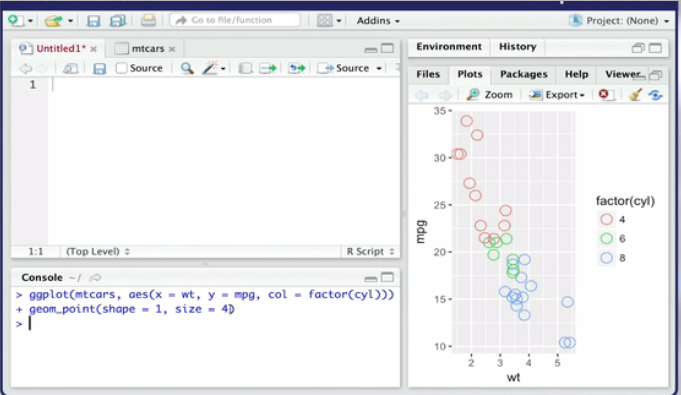 Go to file/function
Addins
Project: (None)
Untitled1*
mtcars
Source
Source
1
1:1
(Top Level)
R Script
Console ~/
> ggplot(mtcars, aes(x = wt, y = mpg, col = factor(cyl)))
+ geom_point(shape = 1, size = 4)
>
Environment
History
Files
Plots
Packages
Help
Viewer
Zoom
Export
35
30
25
20
15
10
mpg
2
3
4
5
wt
factor(cyl)
4
6
8